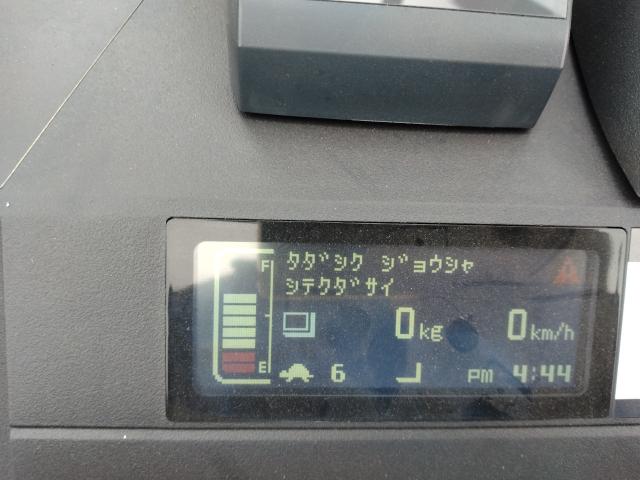 タダシク ジョウシャ
シテクダサイ
F
E
0kg
0km/h
6
PM 4:44